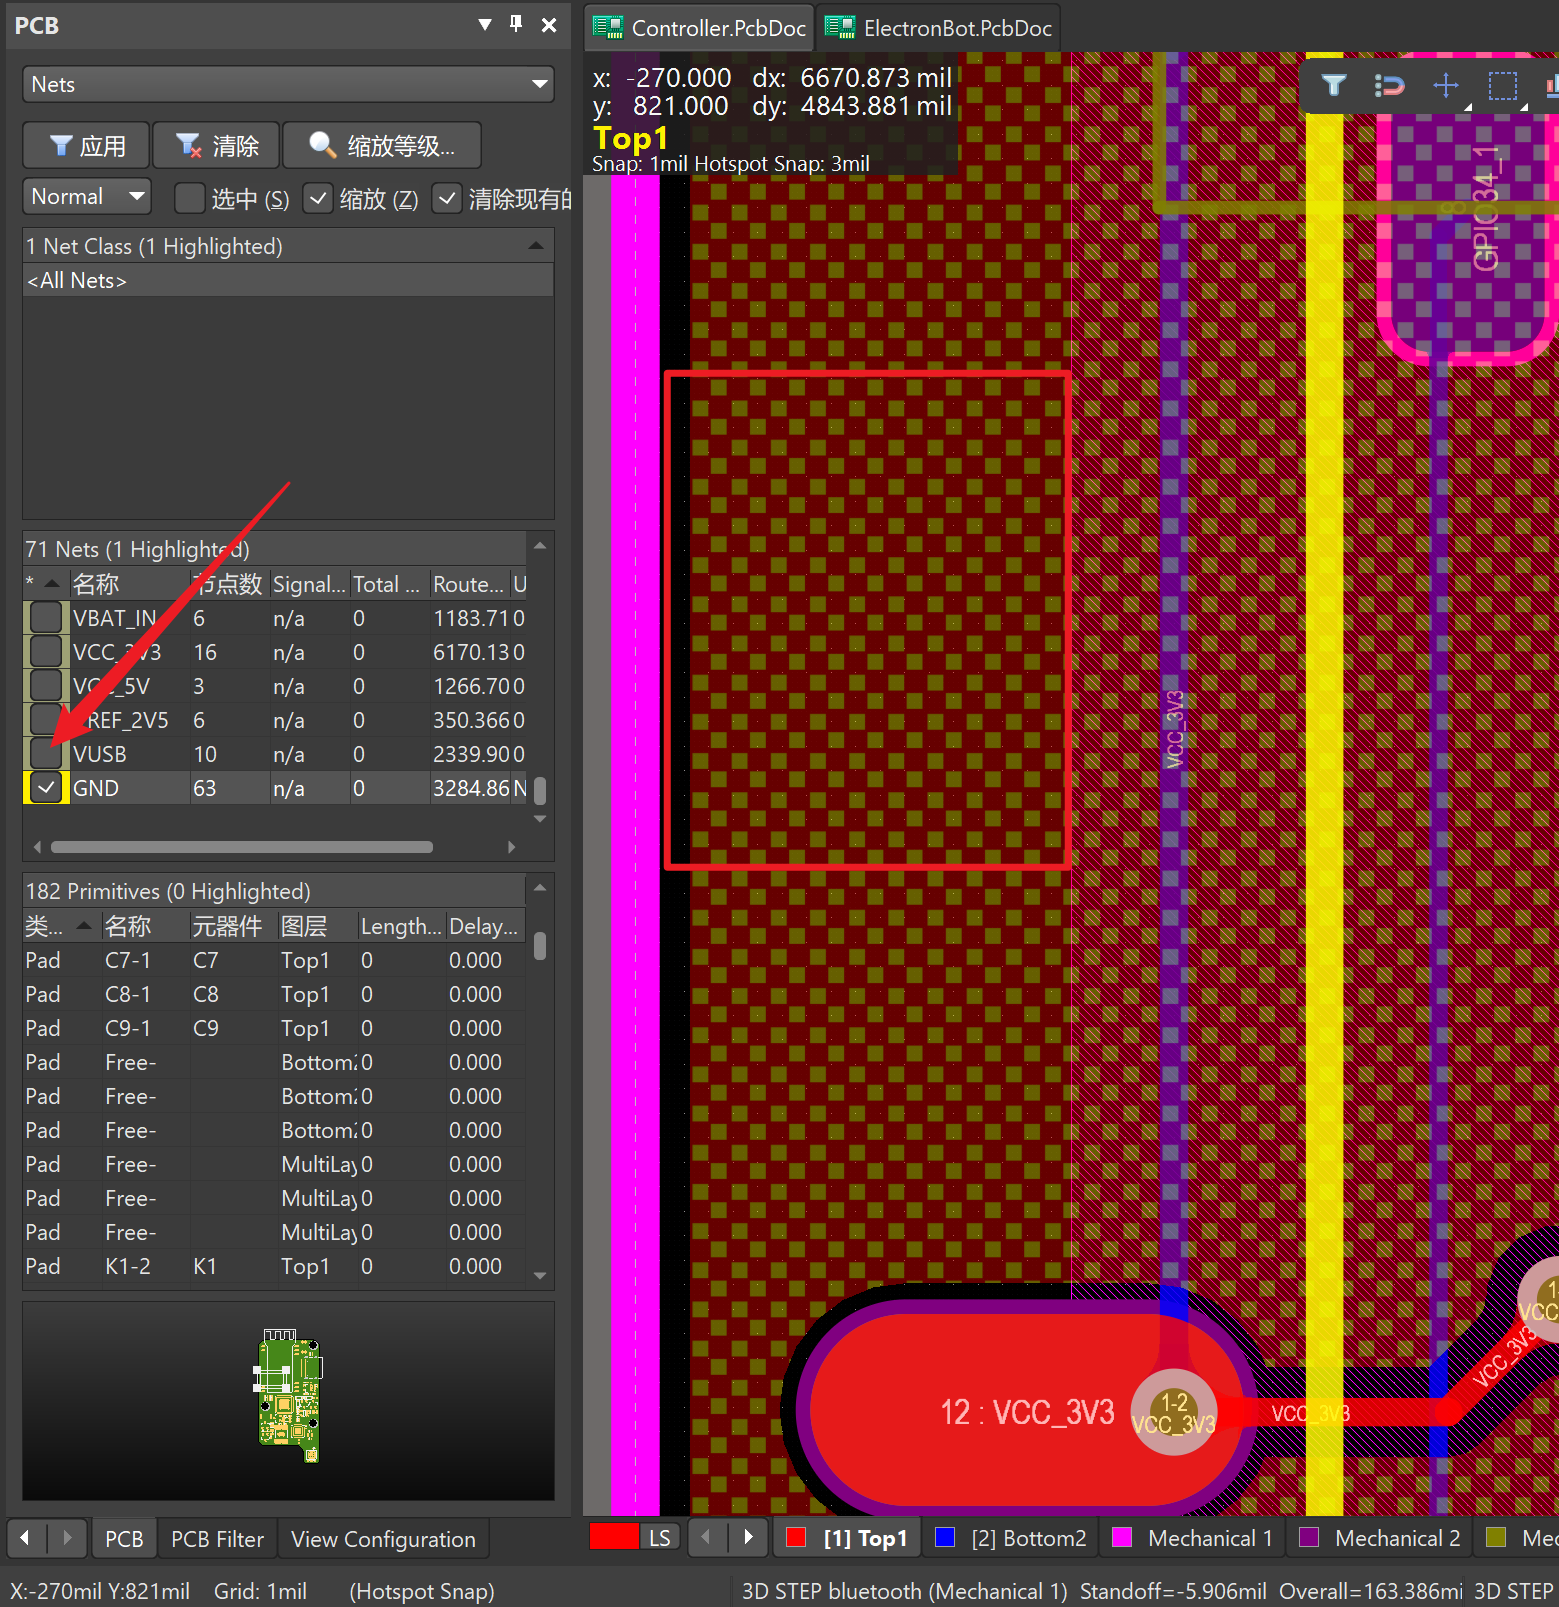 PCB
Nets
应用
清除
缩放等级...
Normal
选中 (S)
缩放 (Z)
清除现有的
1 Net Class (1 Highlighted)
<All Nets>
71 Nets (1 Highlighted)
* 名称 节点数 Signal... Total ... Route... U
VBAT_IN 6 n/a 0 1183.71 0
VCC_3V3 16 n/a 0 6170.13 0
VCC_5V 3 n/a 0 1266.70 0
REF_2V5 6 n/a 0 350.366 0
VUSB 10 n/a 0 2339.90 0
GND 63 n/a 0 3284.86 N
182 Primitives (0 Highlighted)
类... 名称 元器件 图层 Length... Delay...
Pad C7-1 C7 Top1 0 0.000
Pad C8-1 C8 Top1 0 0.000
Pad C9-1 C9 Top1 0 0.000
Pad Free- Bottom2 0 0.000
Pad Free- Bottom2 0 0.000
Pad Free- Bottom2 0 0.000
Pad Free- MultiLay 0 0.000
Pad Free- MultiLay 0 0.000
Pad Free- MultiLay 0 0.000
Pad K1-2 K1 Top1 0 0.000
PCB
PCB Filter
View Configuration
Controller.PcbDoc
ElectronBot.PcbDoc
x: -270.000 dx: 6670.873 mil
y: 821.000 dy: 4843.881 mil
Top1
Snap: 1mil Hotspot Snap: 3mil
8
GPIO34_1
VCC_3V3
12 : VCC_3V3
1-2
VCC_3V3
VCC_3V3
VCC_3V3
1-
VCC
LS
[1] Top1
[2] Bottom2
Mechanical 1
Mechanical 2
Mec
X:-270mil Y:821mil Grid: 1mil (Hotspot Snap)
3D STEP bluetooth (Mechanical 1) Standoff=-5.906mil Overall=163.386mi
3D STEP